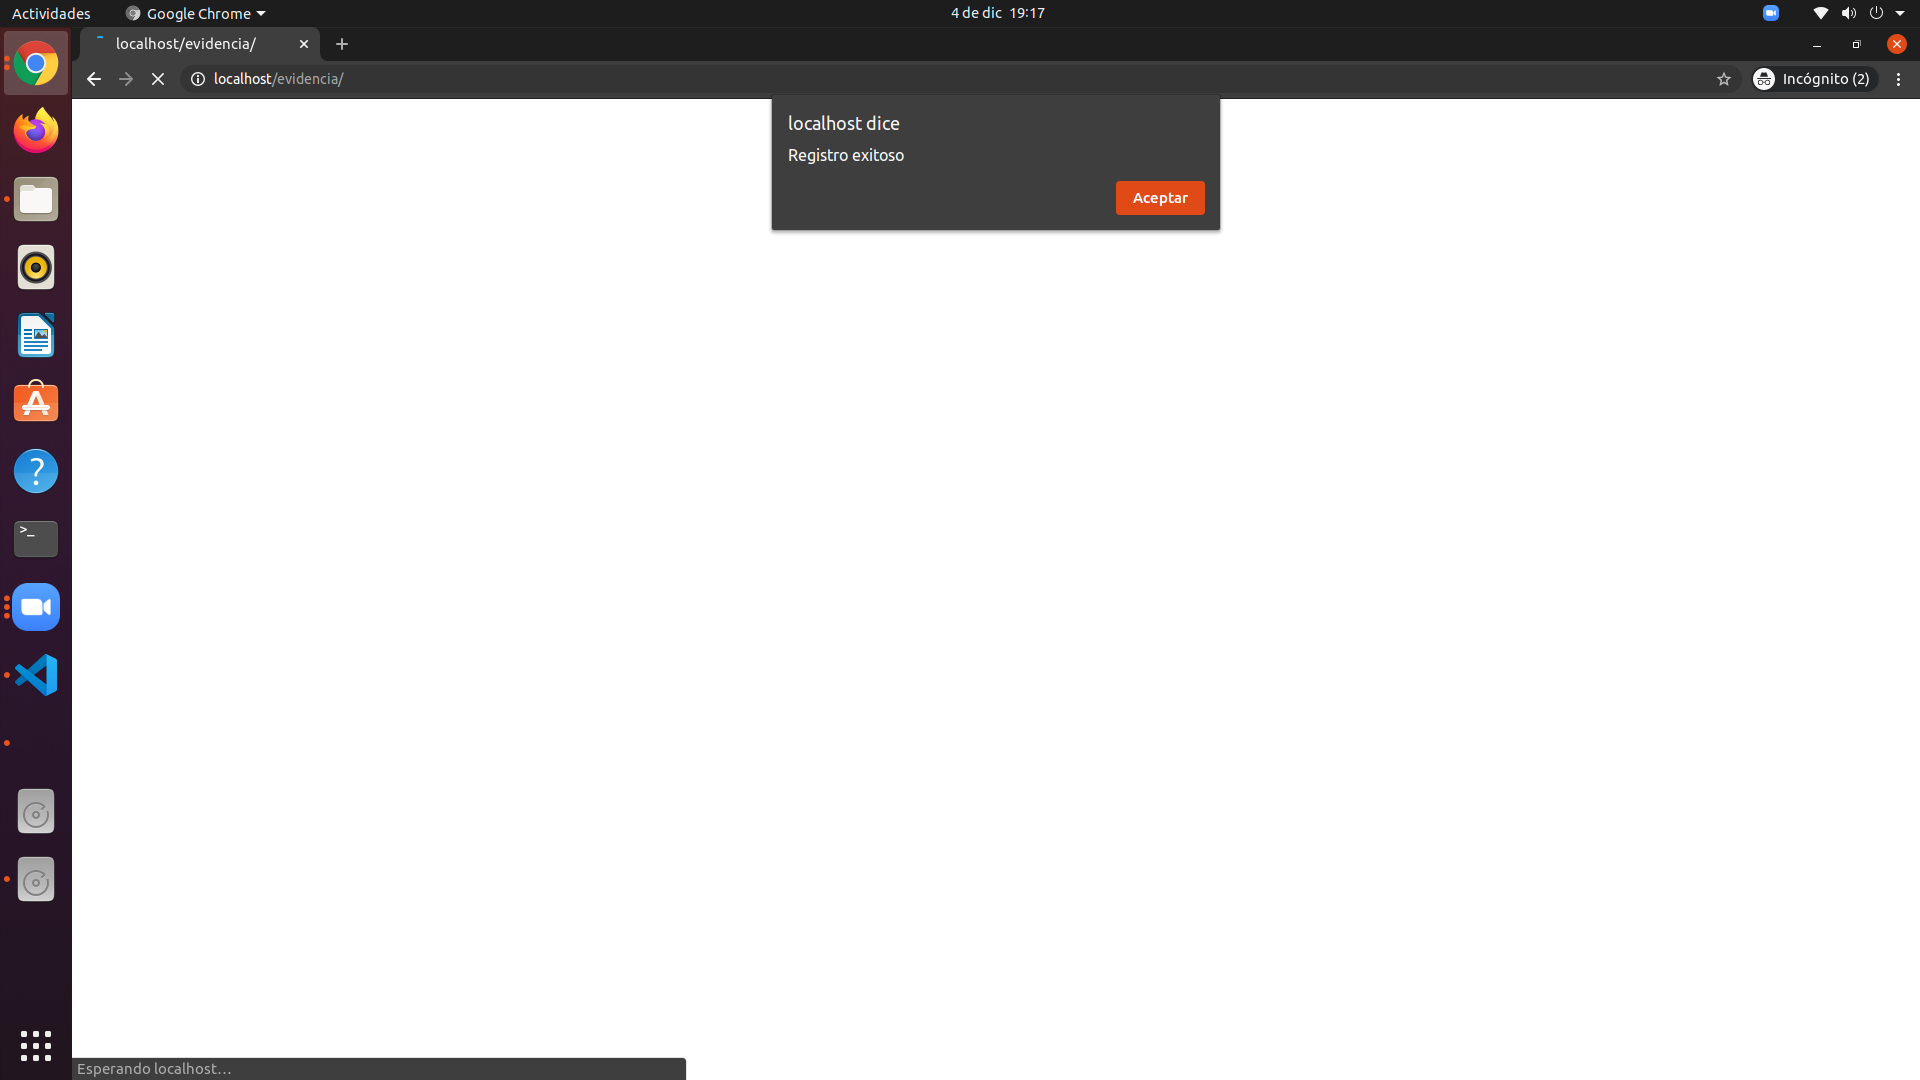 Actividades
Google Chrome
4 de dic 19:17
localhost/evidencia/
localhost/evidencia/
Incógnito (2)
localhost dice
Registro exitoso
Aceptar
>_
Esperando localhost…